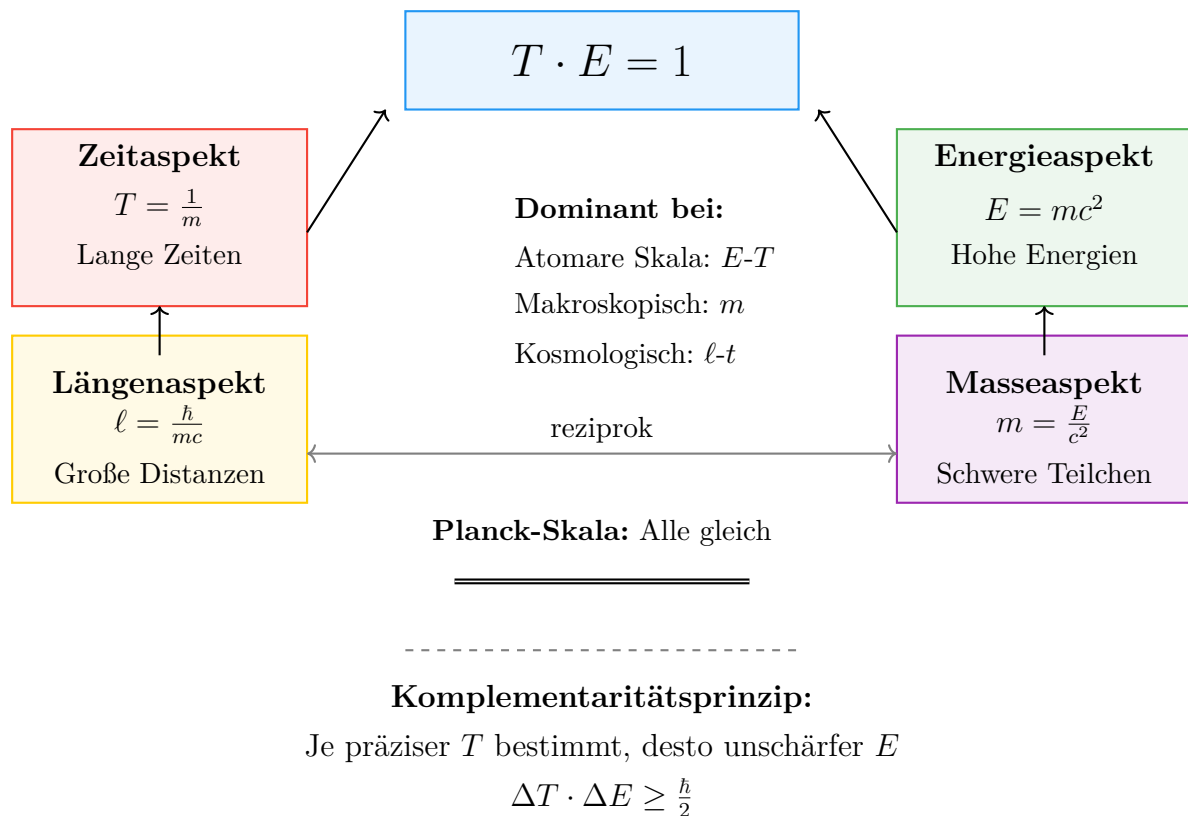 T · E = 1
Zeitaspekt
T = 1/m
Lange Zeiten
Energieaspekt
E = mc²
Hohe Energien
Dominant bei:
Atomare Skala: E-T
Makroskopisch: m
Kosmologisch: ℓ-t
Längenaspekt
ℓ = ℏ/mc
Große Distanzen
reziprok
Masseaspekt
m = E/c²
Schwere Teilchen
Planck-Skala: Alle gleich
Komplementaritätsprinzip:
Je präziser T bestimmt, desto unschärfer E
ΔT · ΔE ≥ ℏ/2